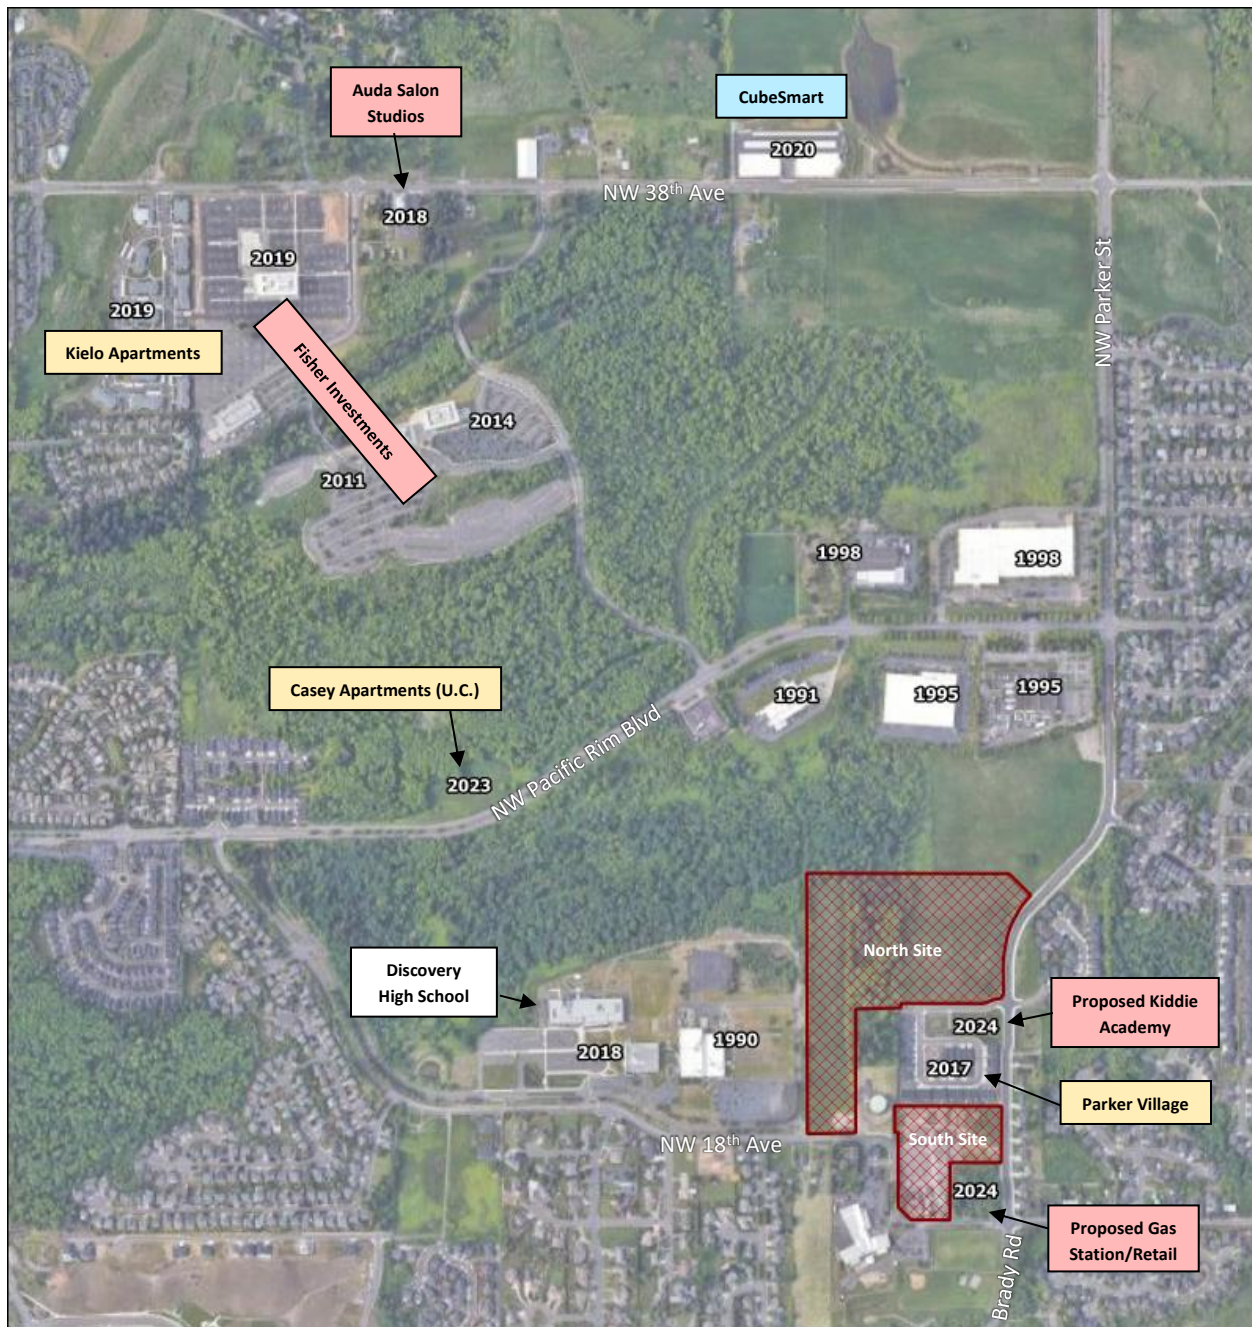 Auda Salon
Studios
CubeSmart
2020
NW 38th Ave
2018
2019
2019
Kielo Apartments
NW Parker St
Fisher Investments
2014
2011
1998
1998
Casey Apartments (U.C.)
1991
1995
1995
NW Pacific Rim Blvd
2023
North Site
Discovery
High School
Proposed Kiddie
Academy
2024
2018
1990
2017
Parker Village
NW 18th Ave
South Site
2024
Proposed Gas
Station/Retail
Brady Rd